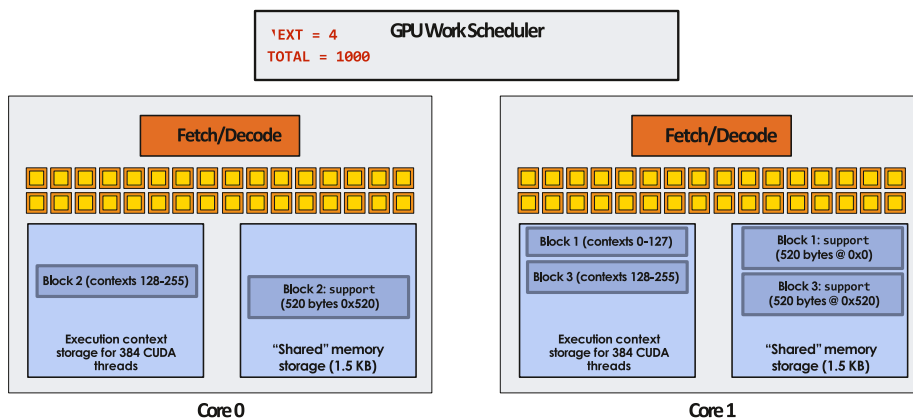 GPU Work Scheduler
EXT = 4
TOTAL = 1000
Fetch/Decode
Block 2 (contexts 128-255)
Execution context
storage for 384 CUDA
threads
Block 2: support
(520 bytes 0x520)
"Shared" memory
storage (1.5 KB)
Core 0
Fetch/Decode
Block 1 (contexts 0-127)
Block 3 (contexts 128-255)
Execution context
storage for 384 CUDA
threads
Block 1: support
(520 bytes @ 0x0)
Block 3: support
(520 bytes @ 0x520)
"Shared" memory
storage (1.5 KB)
Core 1